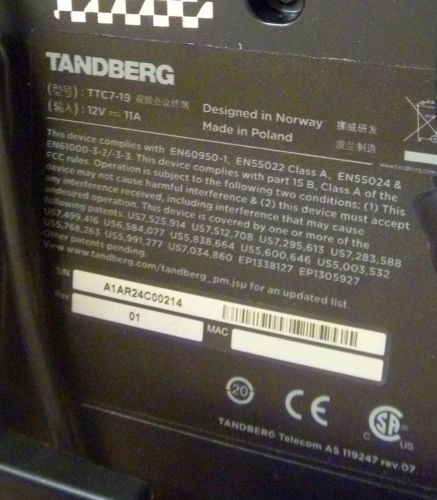 TANDBERG
(型号): TTC7-19 视频会议终端
(输入): 12V ⎓ 11A
Designed in Norway 挪威研发
Made in Poland 波兰制造
This device complies with EN60950-1, EN55022 Class A, EN55024 &
EN61000-3-2/-3-3. This device complies with part 15 B, Class A of the
FCC rules. Operation is subject to the following two conditions: (1) This
device may not cause harmful interference & (2) this device must accept
any interference received, including interference that may cause
undesired operation. This device is covered by one or more of the
following patents: US7,525,914 US7,512,708 US7,295,613 US7,283,588
US7,499,416 US6,584,077 US5,838,664 US5,600,646 US5,003,532
US5,768,263 US5,991,277 US7,034,860 EP1338127 EP1305927
Other patents pending.
View www.tandberg.com/tandberg_pm.jsp for an updated list.
S/N
A1AR24C00214
Rev
01
MAC
20
CE
C SA US
TANDBERG Telecom AS 119247 rev.07